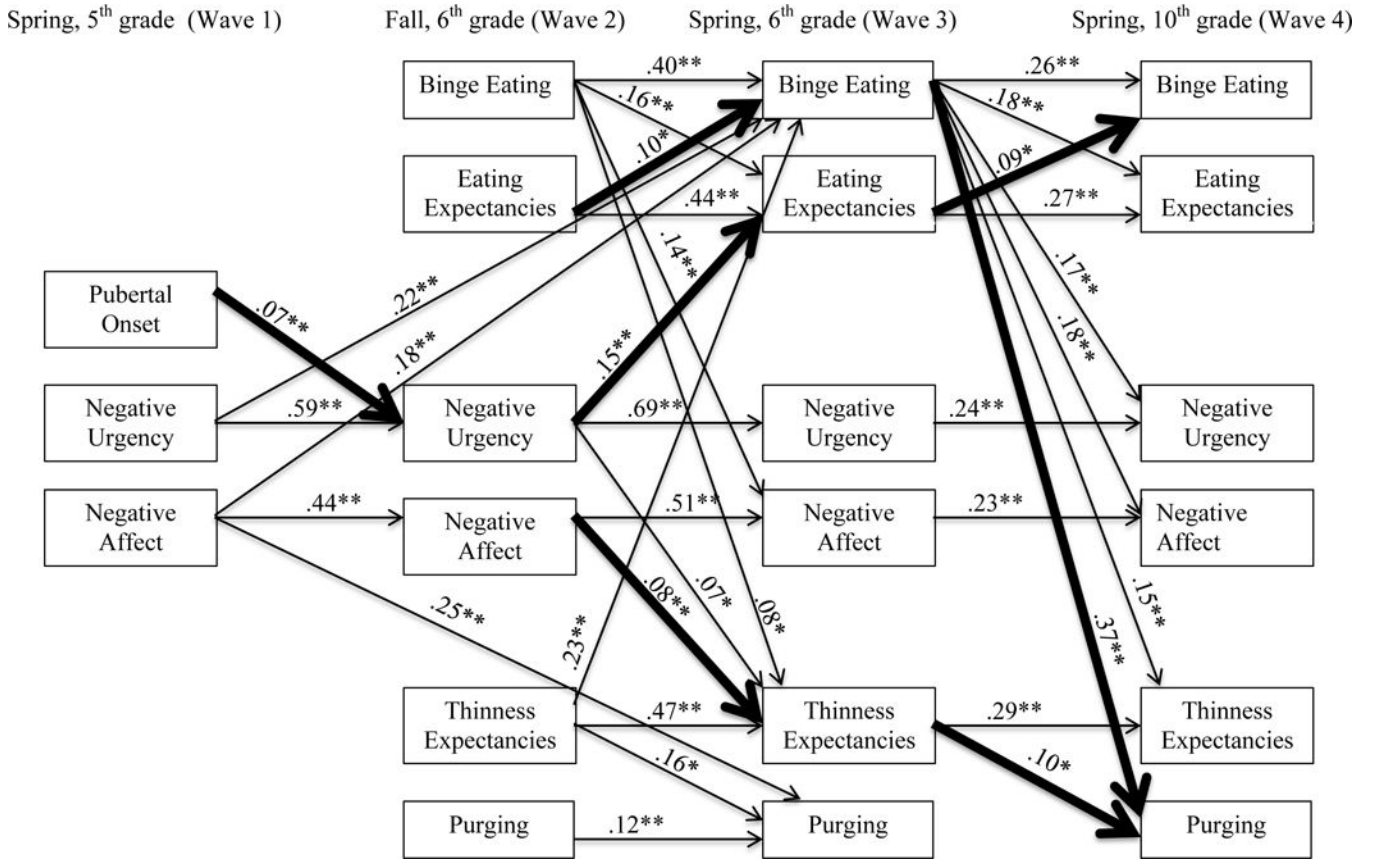 Spring, 5th grade (Wave 1)
Fall, 6th grade (Wave 2)
Spring, 6th grade (Wave 3)
Spring, 10th grade (Wave 4)
Binge Eating
.40**
Binge Eating
.26**
Binge Eating
.16**
.18**
.10*
.09*
Eating
Expectancies
.44**
Eating
Expectancies
.27**
Eating
Expectancies
.14**
.17**
Pubertal
Onset
.07**
.22**
.18**
.15**
.18**
Negative
Urgency
.59**
Negative
Urgency
.69**
Negative
Urgency
.24**
Negative
Urgency
Negative
Affect
.44**
Negative
Affect
.51**
Negative
Affect
.23**
Negative
Affect
.25**
.23**
.08**
.07*
.08*
.15**
.37**
Thinness
Expectancies
.47**
Thinness
Expectancies
.29**
Thinness
Expectancies
.16*
.10*
Purging
.12**
Purging
Purging